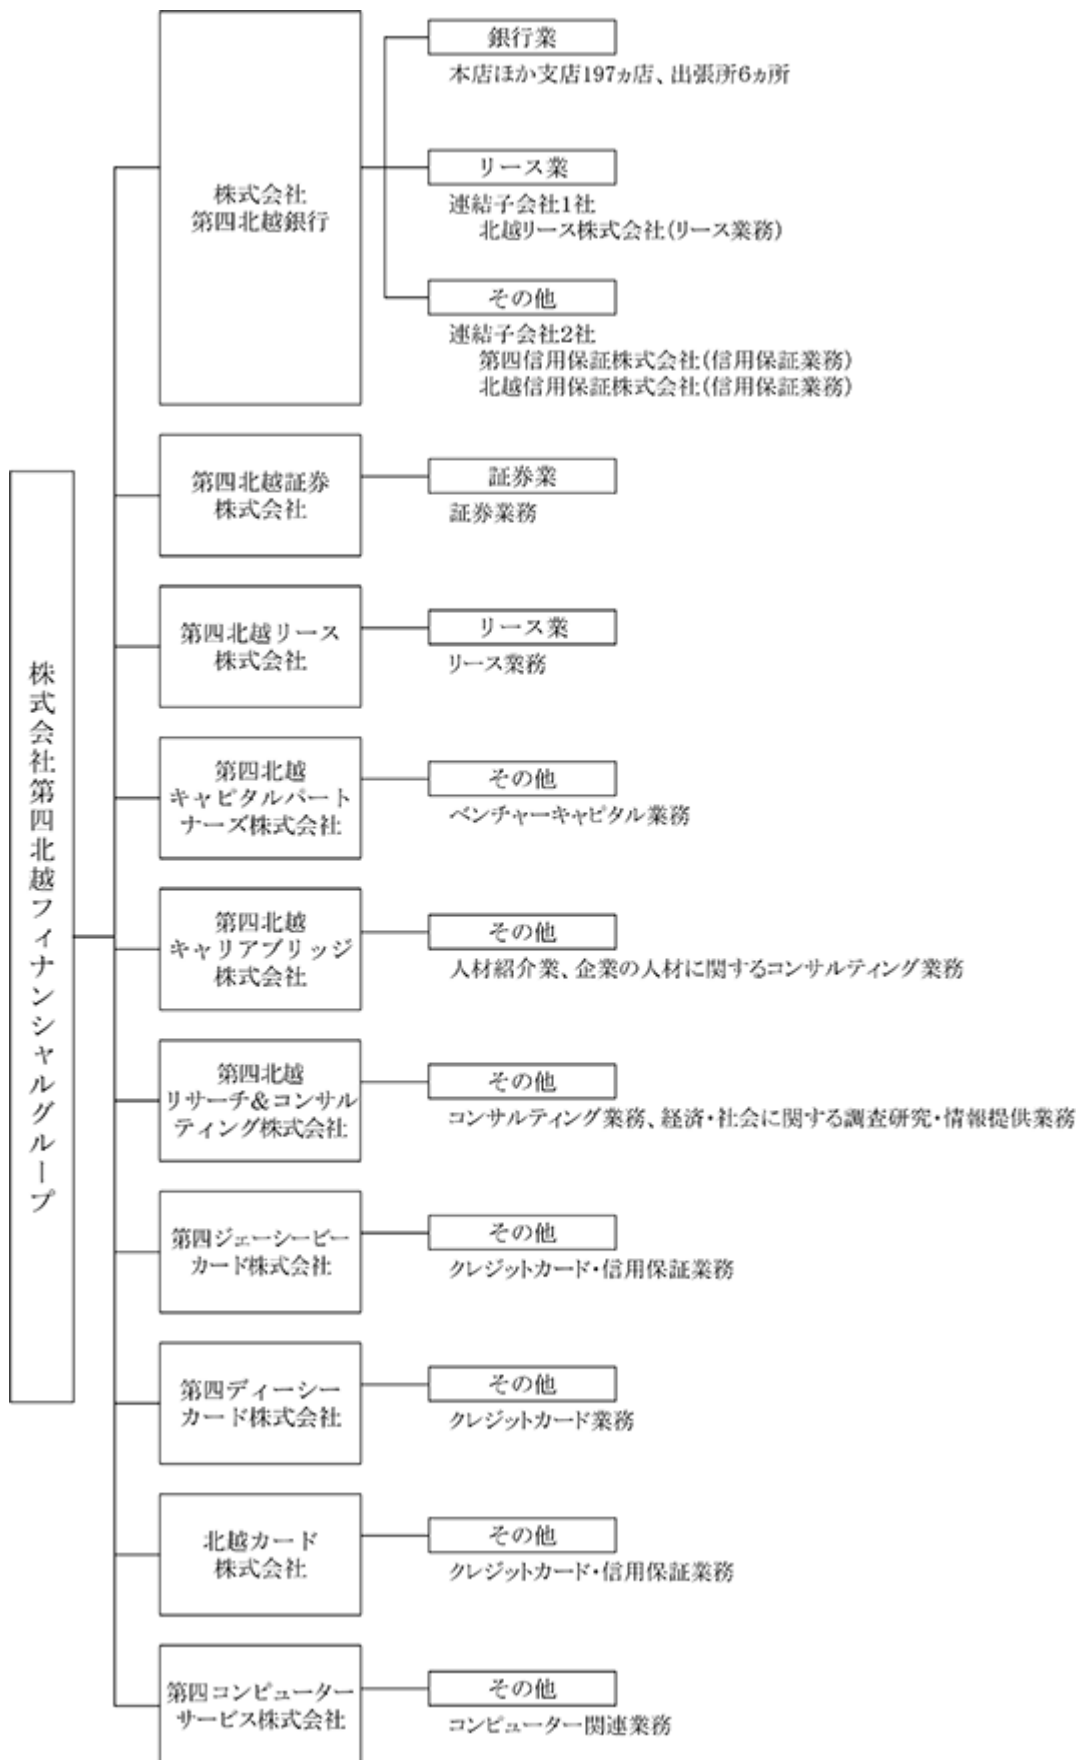 株式会社第四北越フィナンシャルグループ
株式会社
第四北越銀行
銀行業
本店ほか支店197ヵ店、出張所6ヵ所
リース業
連結子会社1社
北越リース株式会社(リース業務)
その他
連結子会社2社
第四信用保証株式会社(信用保証業務)
北越信用保証株式会社(信用保証業務)
第四北越証券
株式会社
証券業
証券業務
第四北越リース
株式会社
リース業
リース業務
第四北越
キャピタルパート
ナーズ株式会社
その他
ベンチャーキャピタル業務
第四北越
キャリアブリッジ
株式会社
その他
人材紹介業、企業の人材に関するコンサルティング業務
第四北越
リサーチ&コンサル
ティング株式会社
その他
コンサルティング業務、経済・社会に関する調査研究・情報提供業務
第四ジェーシービー
カード株式会社
その他
クレジットカード・信用保証業務
第四ディーシー
カード株式会社
その他
クレジットカード業務
北越カード
株式会社
その他
クレジットカード・信用保証業務
第四コンピューター
サービス株式会社
その他
コンピューター関連業務